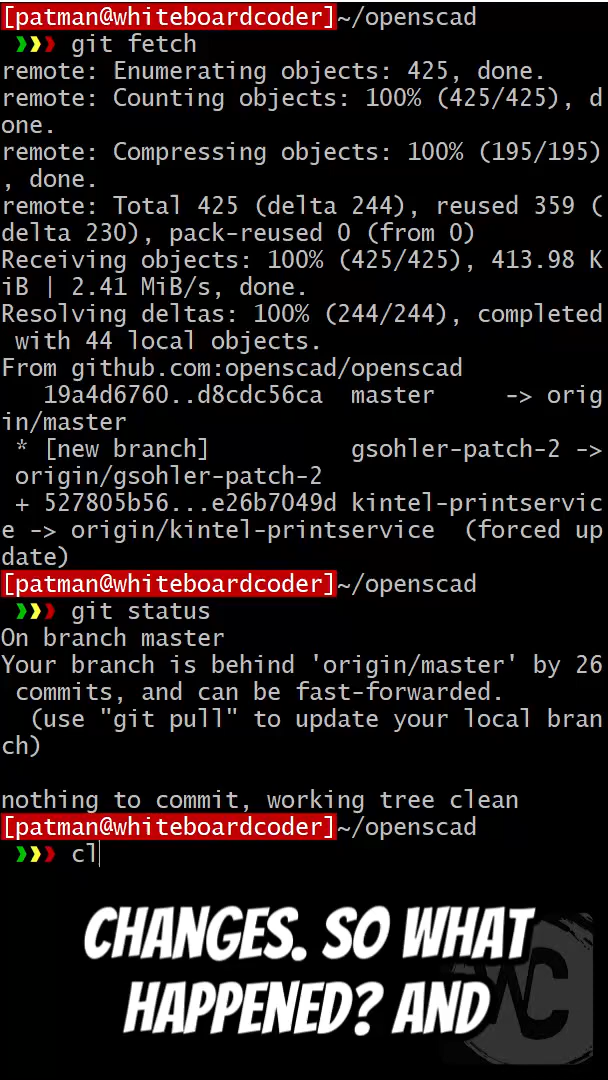 [patman@whiteboardcoder]~/openscad
❯❯❯ git fetch
remote: Enumerating objects: 425, done.
remote: Counting objects: 100% (425/425), d
one.
remote: Compressing objects: 100% (195/195)
, done.
remote: Total 425 (delta 244), reused 359 (
delta 230), pack-reused 0 (from 0)
Receiving objects: 100% (425/425), 413.98 K
iB | 2.41 MiB/s, done.
Resolving deltas: 100% (244/244), completed
 with 44 local objects.
From github.com:openscad/openscad
   19a4d6760..d8cdc56ca  master     -> orig
in/master
 * [new branch]          gsohler-patch-2 ->
 origin/gsohler-patch-2
 + 527805b56...e26b7049d kintel-printservic
e -> origin/kintel-printservice  (forced up
date)
[patman@whiteboardcoder]~/openscad
❯❯❯ git status
On branch master
Your branch is behind 'origin/master' by 26
 commits, and can be fast-forwarded.
  (use "git pull" to update your local bran
ch)
nothing to commit, working tree clean
[patman@whiteboardcoder]~/openscad
❯❯❯ cl
CHANGES. SO WHAT
HAPPENED? AND
WC